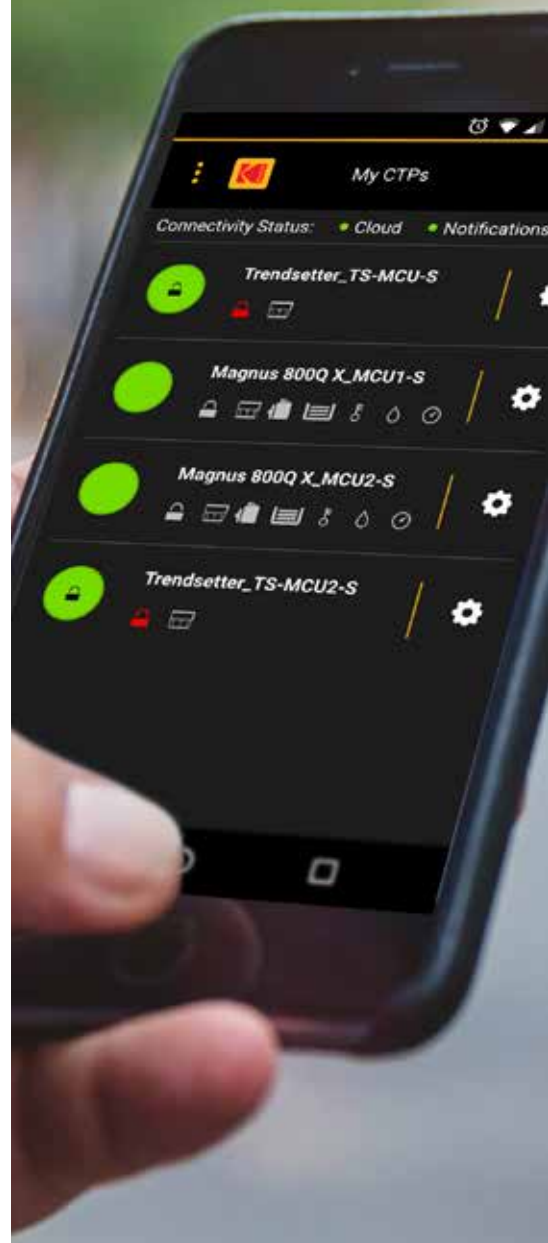 My CTPs
Connectivity Status: Cloud Notifications
Trendsetter_TS-MCU-S
Magnus 800Q X_MCU1-S
Magnus 800Q X_MCU2-S
Trendsetter_TS-MCU2-S